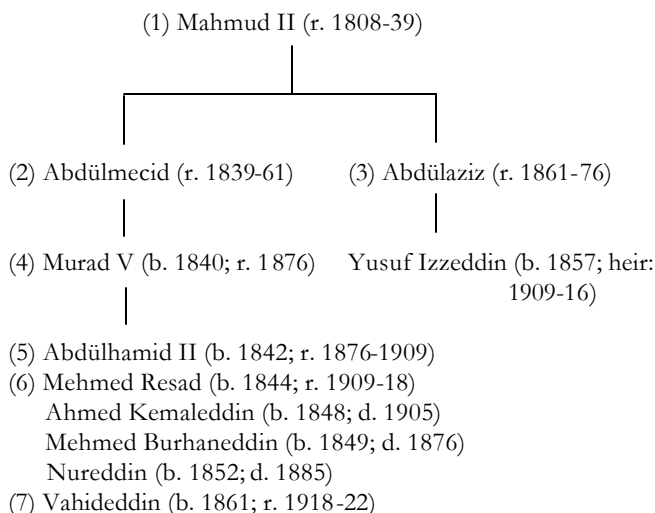 (1) Mahmud II (r. 1808-39)
(2) Abdülmecid (r. 1839-61)
(3) Abdülaziz (r. 1861-76)
(4) Murad V (b. 1840; r. 1876)
Yusuf Izzeddin (b. 1857; heir:
1909-16)
(5) Abdülhamid II (b. 1842; r. 1876-1909)
(6) Mehmed Resad (b. 1844; r. 1909-18)
Ahmed Kemaleddin (b. 1848; d. 1905)
Mehmed Burhaneddin (b. 1849; d. 1876)
Nureddin (b. 1852; d. 1885)
(7) Vahideddin (b. 1861; r. 1918-22)